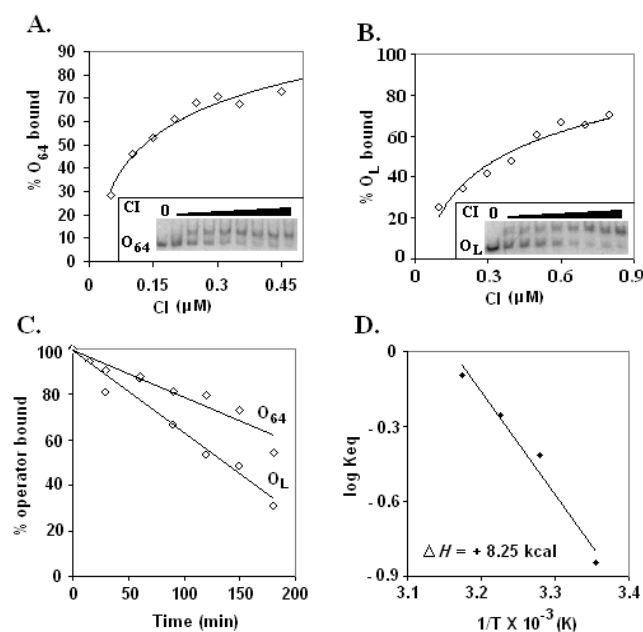 A.
% O64 bound
90
80
70
60
50
40
30
20
10
0
CI 0
O64
0 0.15 0.3 0.45
CI (µM)
B.
% OL bound
100
80
60
40
20
0
CI 0
OL
0 0.3 0.6 0.9
CI (µM)
C.
% operator bound
100
80
60
40
20
0
O64
OL
0 50 100 150 200
Time (min)
D.
log Keq
0
- 0.3
- 0.6
- 0.9
△ H = + 8.25 kcal
3.1 3.2 3.3 3.4
1/T X 10-3 (K)